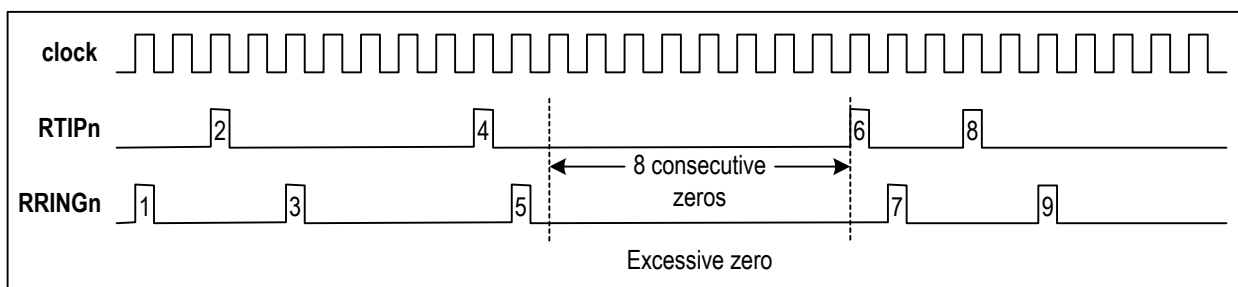 clock
RTIPn
2
4
6
8
8 consecutive
zeros
RRINGn
1
3
5
7
9
Excessive zero